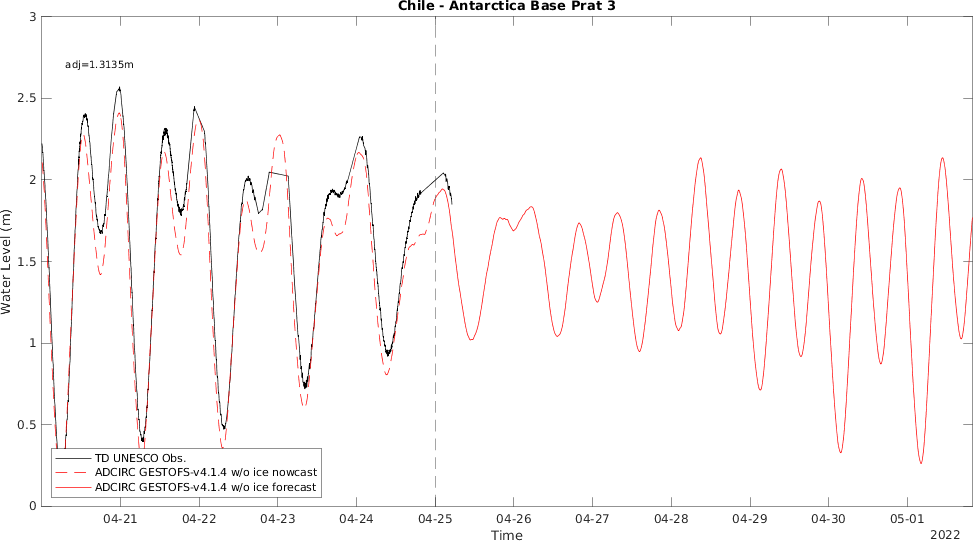 Chile - Antarctica Base Prat 3
adj=1.3135m
Water Level (m)
3
2.5
2
1.5
1
0.5
0
TD UNESCO Obs.
ADCIRC GESTOFS-v4.1.4 w/o ice nowcast
ADCIRC GESTOFS-v4.1.4 w/o ice forecast
04-21 04-22 04-23 04-24 04-25 04-26 04-27 04-28 04-29 04-30 05-01
Time
2022